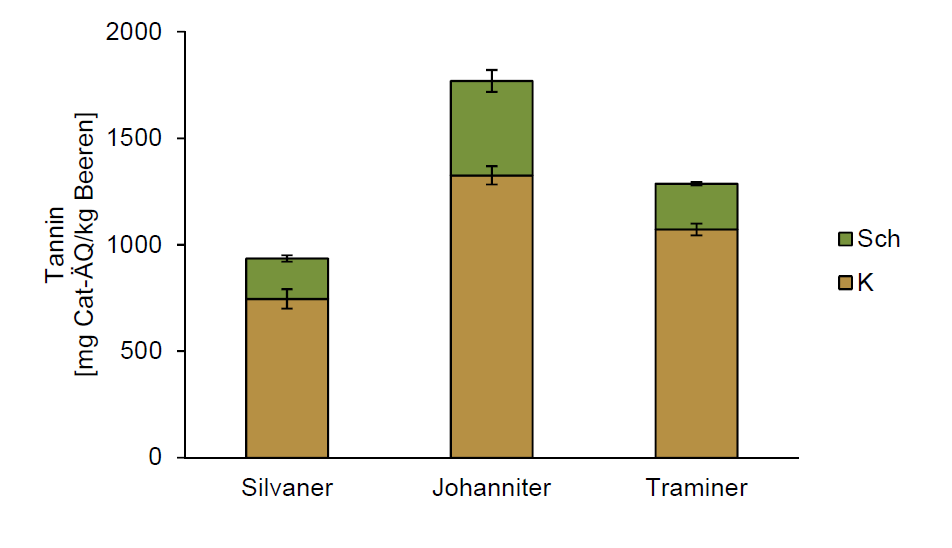 2000
1500
1000
500
0
Tannin
[mg Cat-ÄQ/kg Beeren]
Silvaner
Johanniter
Traminer
Sch
K